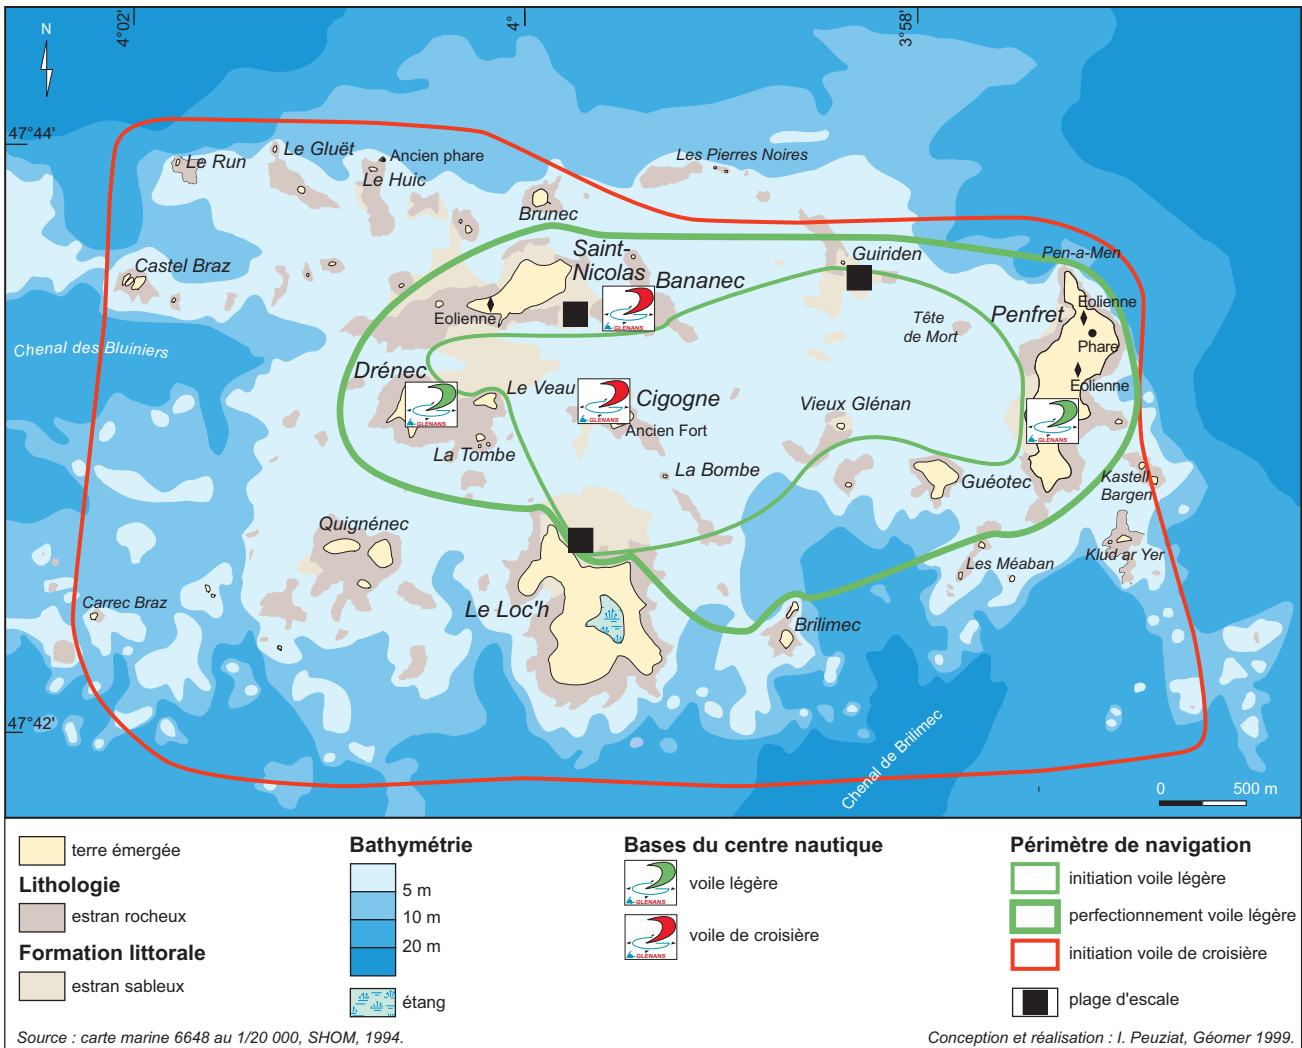 4°02'
4°
3°58'
N
47°44'
Le Run
Le Gluët
Ancien phare
Le Huic
Les Pierres Noires
Brunec
Saint-
Nicolas
Bananec
Guiriden
Pen-a-Men
Castel Braz
Eolienne
GLENANS
Penfret
Eolienne
Tête
de Mort
Phare
Chenal des Bluiniers
Drénec
Le Veau
Cigogne
Eolienne
GLENANS
GLENANS
Vieux Glénan
GLENANS
Ancien Fort
La Tombe
La Bombe
Guéotec
Kastell
Bargen
Quignénec
Klud ar Yer
Les Méaban
Carrec Braz
Le Loc'h
Brilimec
47°42'
Chenal de Brilimec
0 500 m
terre émergée
Lithologie
estran rocheux
Formation littorale
estran sableux
Bathymétrie
5 m
10 m
20 m
étang
Bases du centre nautique
GLENANS
voile légère
GLENANS
voile de croisière
Périmètre de navigation
initiation voile légère
perfectionnement voile légère
initiation voile de croisière
plage d'escale
Source : carte marine 6648 au 1/20 000, SHOM, 1994.
Conception et réalisation : I. Peuziat, Géomer 1999.